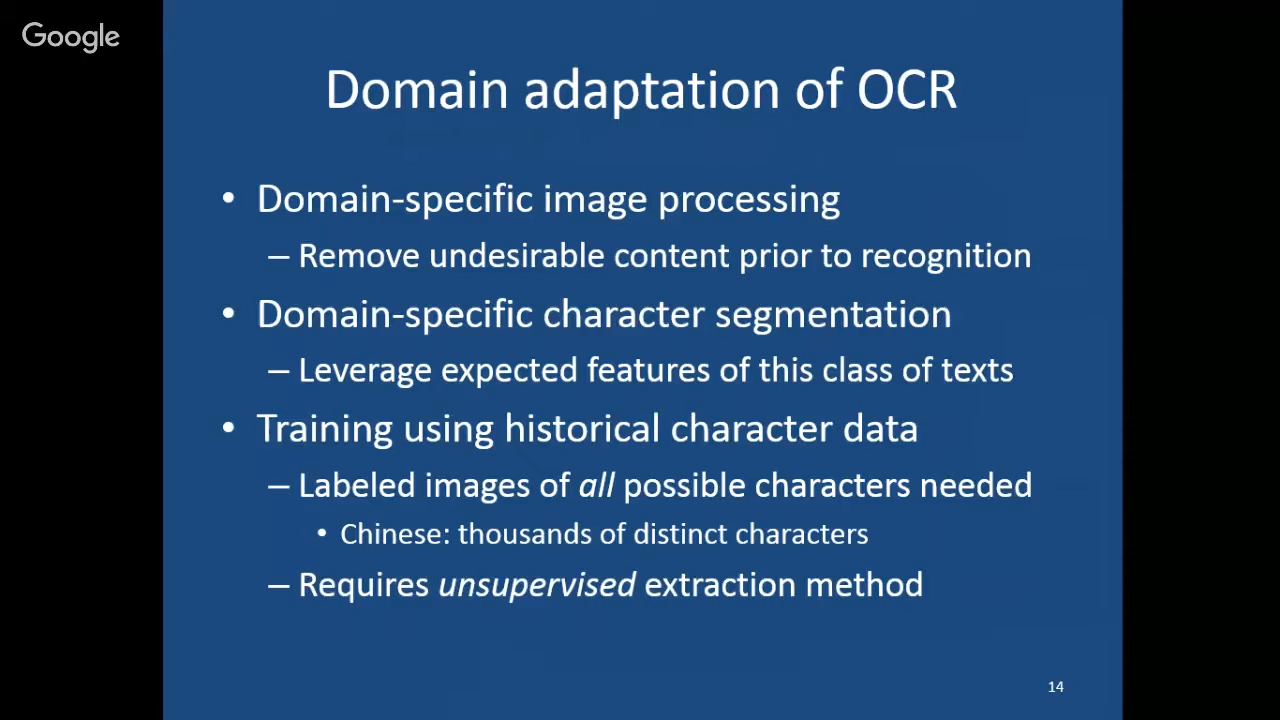 Google
Domain adaptation of OCR
• Domain-specific image processing
– Remove undesirable content prior to recognition
• Domain-specific character segmentation
– Leverage expected features of this class of texts
• Training using historical character data
– Labeled images of all possible characters needed
• Chinese: thousands of distinct characters
– Requires unsupervised extraction method
14